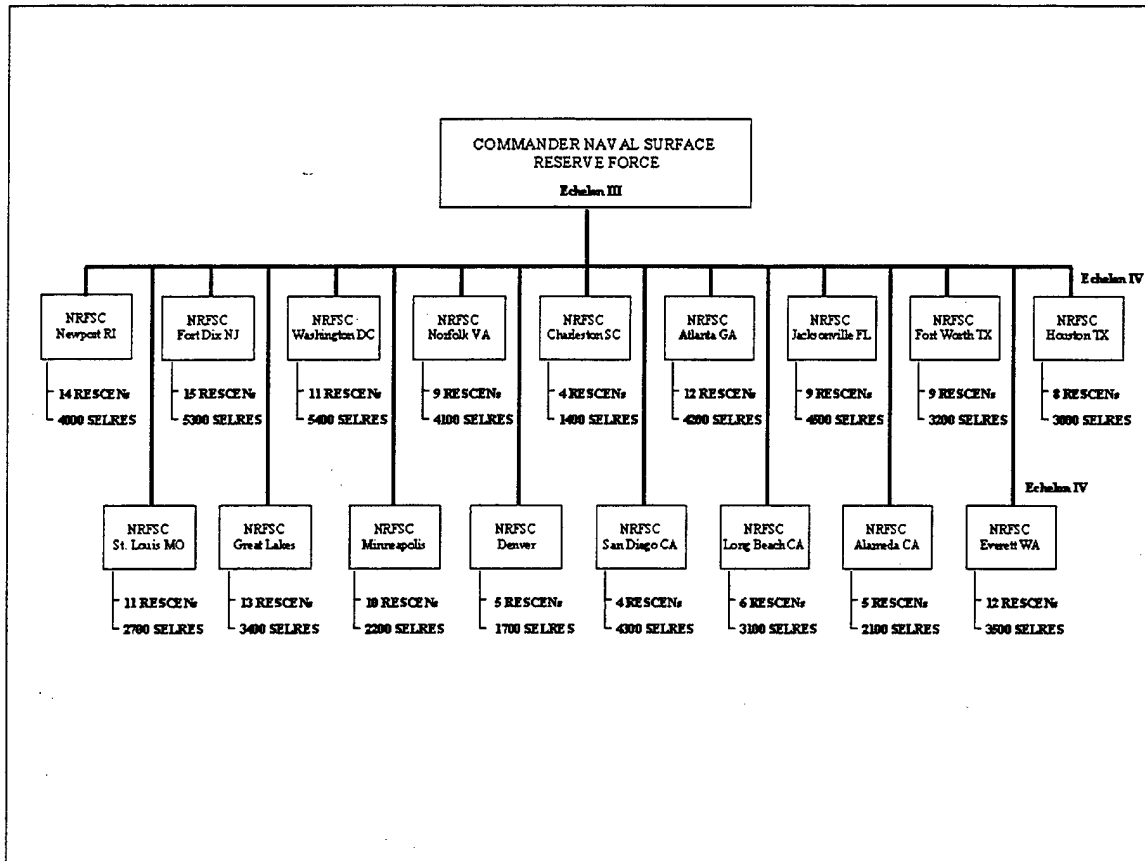 COMMANDER NAVAL SURFACE
RESERVE FORCE
Echelon III
Echelon IV
NRFSC
Newport RI
14 RESCENs
4000 SELRES
NRFSC
Fort Dix NJ
15 RESCENs
5300 SELRES
NRFSC
Washington DC
11 RESCENs
5400 SELRES
NRFSC
Norfolk VA
9 RESCENs
4100 SELRES
NRFSC
Charleston SC
4 RESCENs
1400 SELRES
NRFSC
Atlanta GA
12 RESCENs
4200 SELRES
NRFSC
Jacksonville FL
9 RESCENs
4500 SELRES
NRFSC
Fort Worth TX
9 RESCENs
3200 SELRES
NRFSC
Houston TX
8 RESCENs
3000 SELRES
Echelon IV
NRFSC
St. Louis MO
11 RESCENs
2700 SELRES
NRFSC
Great Lakes
13 RESCENs
3400 SELRES
NRFSC
Minneapolis
10 RESCENs
2200 SELRES
NRFSC
Denver
5 RESCENs
1700 SELRES
NRFSC
San Diego CA
4 RESCENs
4300 SELRES
NRFSC
Long Beach CA
6 RESCENs
3100 SELRES
NRFSC
Alameda CA
5 RESCENs
2100 SELRES
NRFSC
Everett WA
12 RESCENs
3500 SELRES